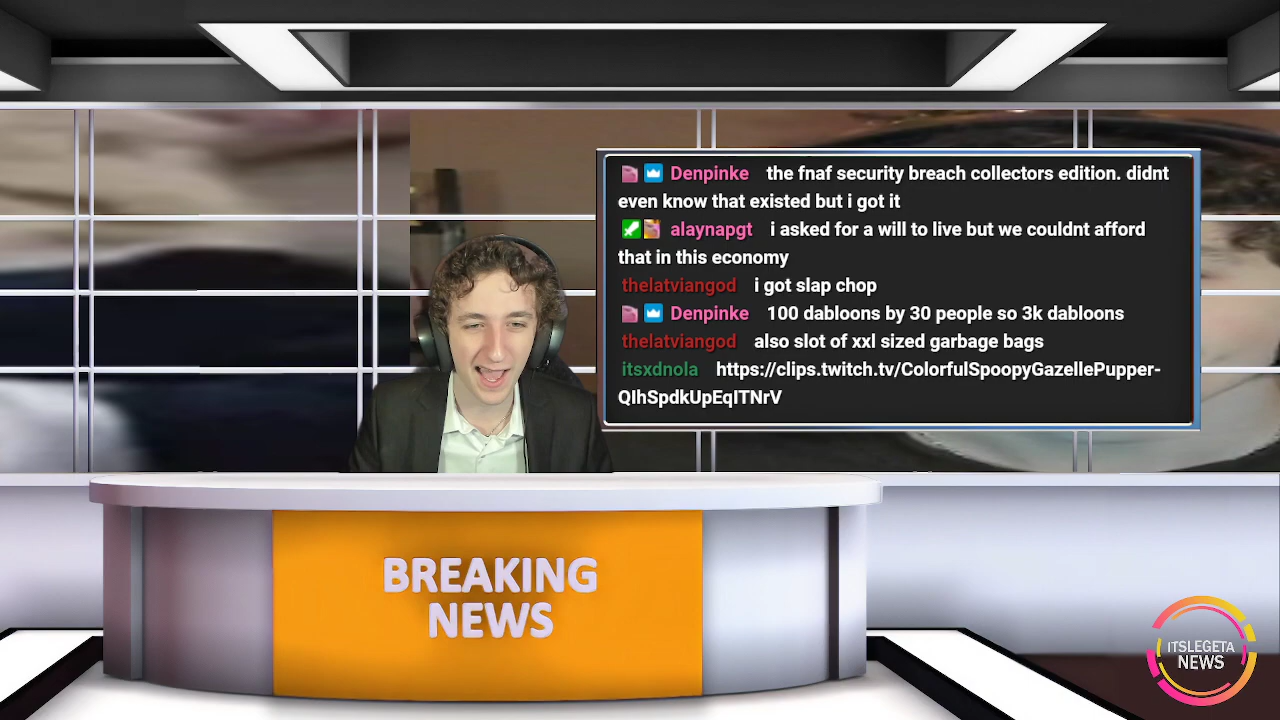 Denpinke the fnaf security breach collectors edition. didnt
even know that existed but i got it
alaynapgt i asked for a will to live but we couldnt afford
that in this economy
thelatviangod i got slap chop
Denpinke 100 dabloons by 30 people so 3k dabloons
thelatviangod also slot of xxl sized garbage bags
itsxdnola https://clips.twitch.tv/ColorfulSpoopyGazellePupper-
QIhSpdkUpEqITNrV
BREAKING
NEWS
ITSLEGETA
NEWS